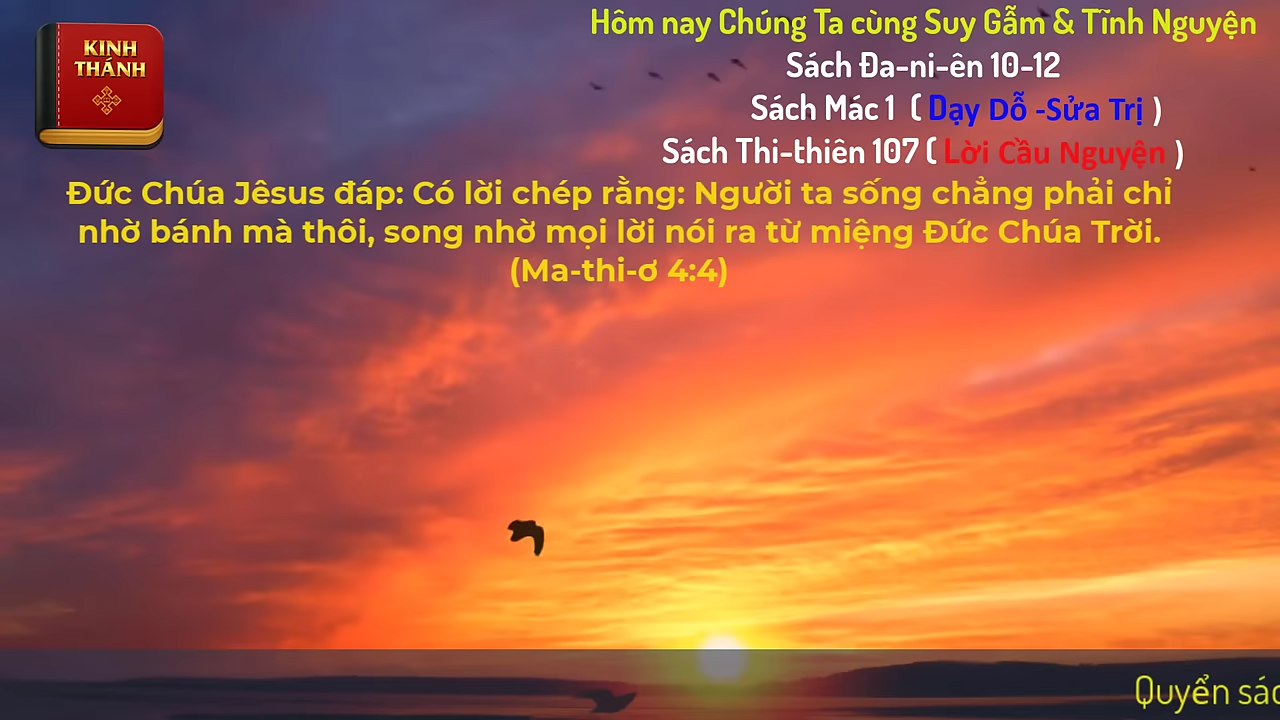 KINH
THÁNH
Hôm nay Chúng Ta cùng Suy Gẫm & Tĩnh Nguyện
Sách Đa-ni-ên 10-12
Sách Mác 1 ( Dạy Dỗ -Sửa Trị )
Sách Thi-thiên 107 ( Lời Cầu Nguyện )
Đức Chúa Jêsus đáp: Có lời chép rằng: Người ta sống chẳng phải chỉ
nhờ bánh mà thôi, song nhờ mọi lời nói ra từ miệng Đức Chúa Trời.
(Ma-thi-ơ 4:4)
Quyển